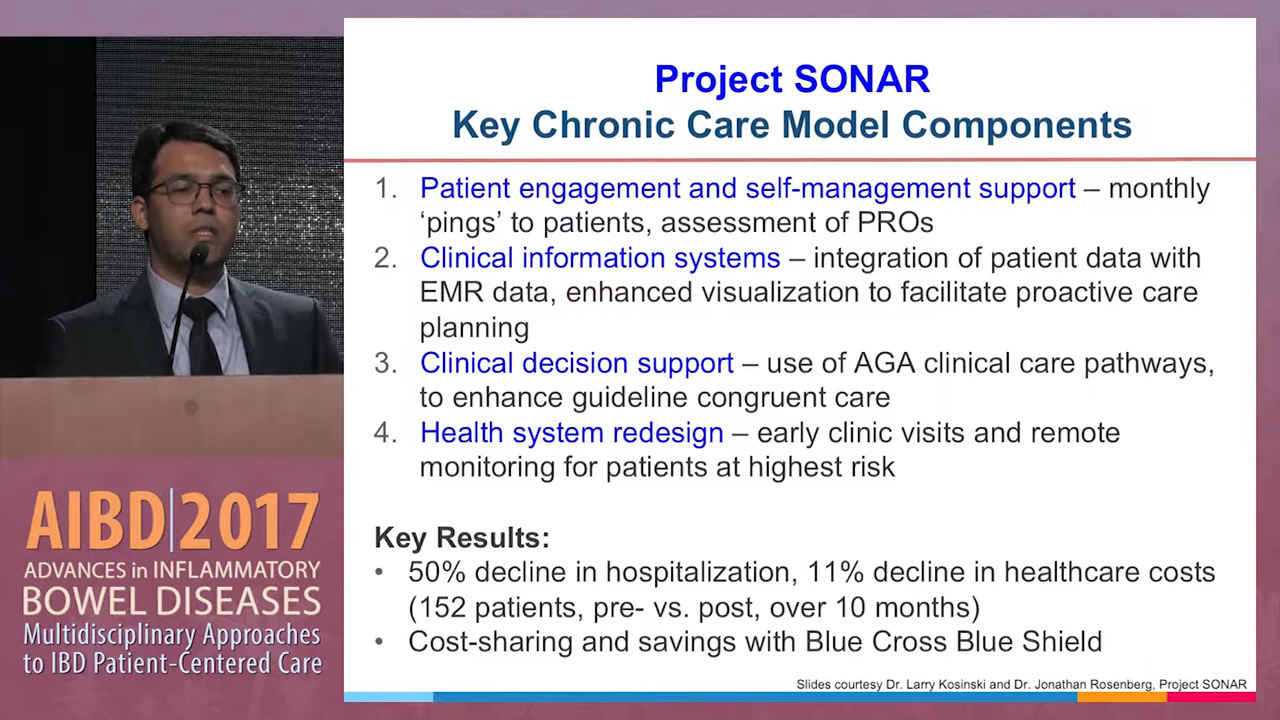 Project SONAR
Key Chronic Care Model Components
1. Patient engagement and self-management support – monthly
‘pings’ to patients, assessment of PROs
2. Clinical information systems – integration of patient data with
EMR data, enhanced visualization to facilitate proactive care
planning
3. Clinical decision support – use of AGA clinical care pathways,
to enhance guideline congruent care
4. Health system redesign – early clinic visits and remote
monitoring for patients at highest risk
Key Results:
• 50% decline in hospitalization, 11% decline in healthcare costs
(152 patients, pre- vs. post, over 10 months)
• Cost-sharing and savings with Blue Cross Blue Shield
Slides courtesy Dr. Larry Kosinski and Dr. Jonathan Rosenberg, Project SONAR
AIBD|2017
ADVANCES in INFLAMMATORY
BOWEL DISEASES
Multidisciplinary Approaches
to IBD Patient-Centered Care